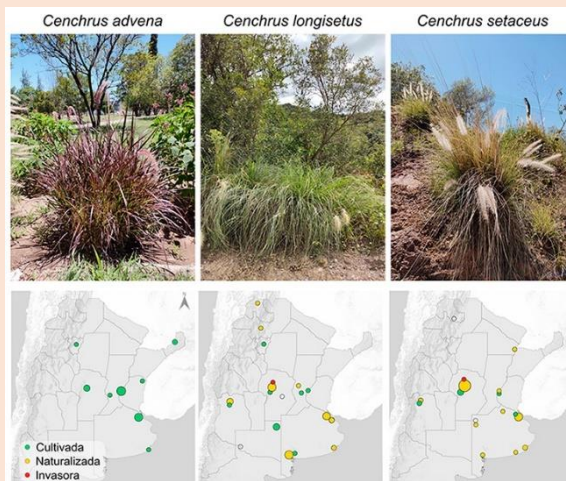 Cenchrus advena
Cenchrus longisetus
Cenchrus setaceus
Cultivada
Naturalizada
Invasora